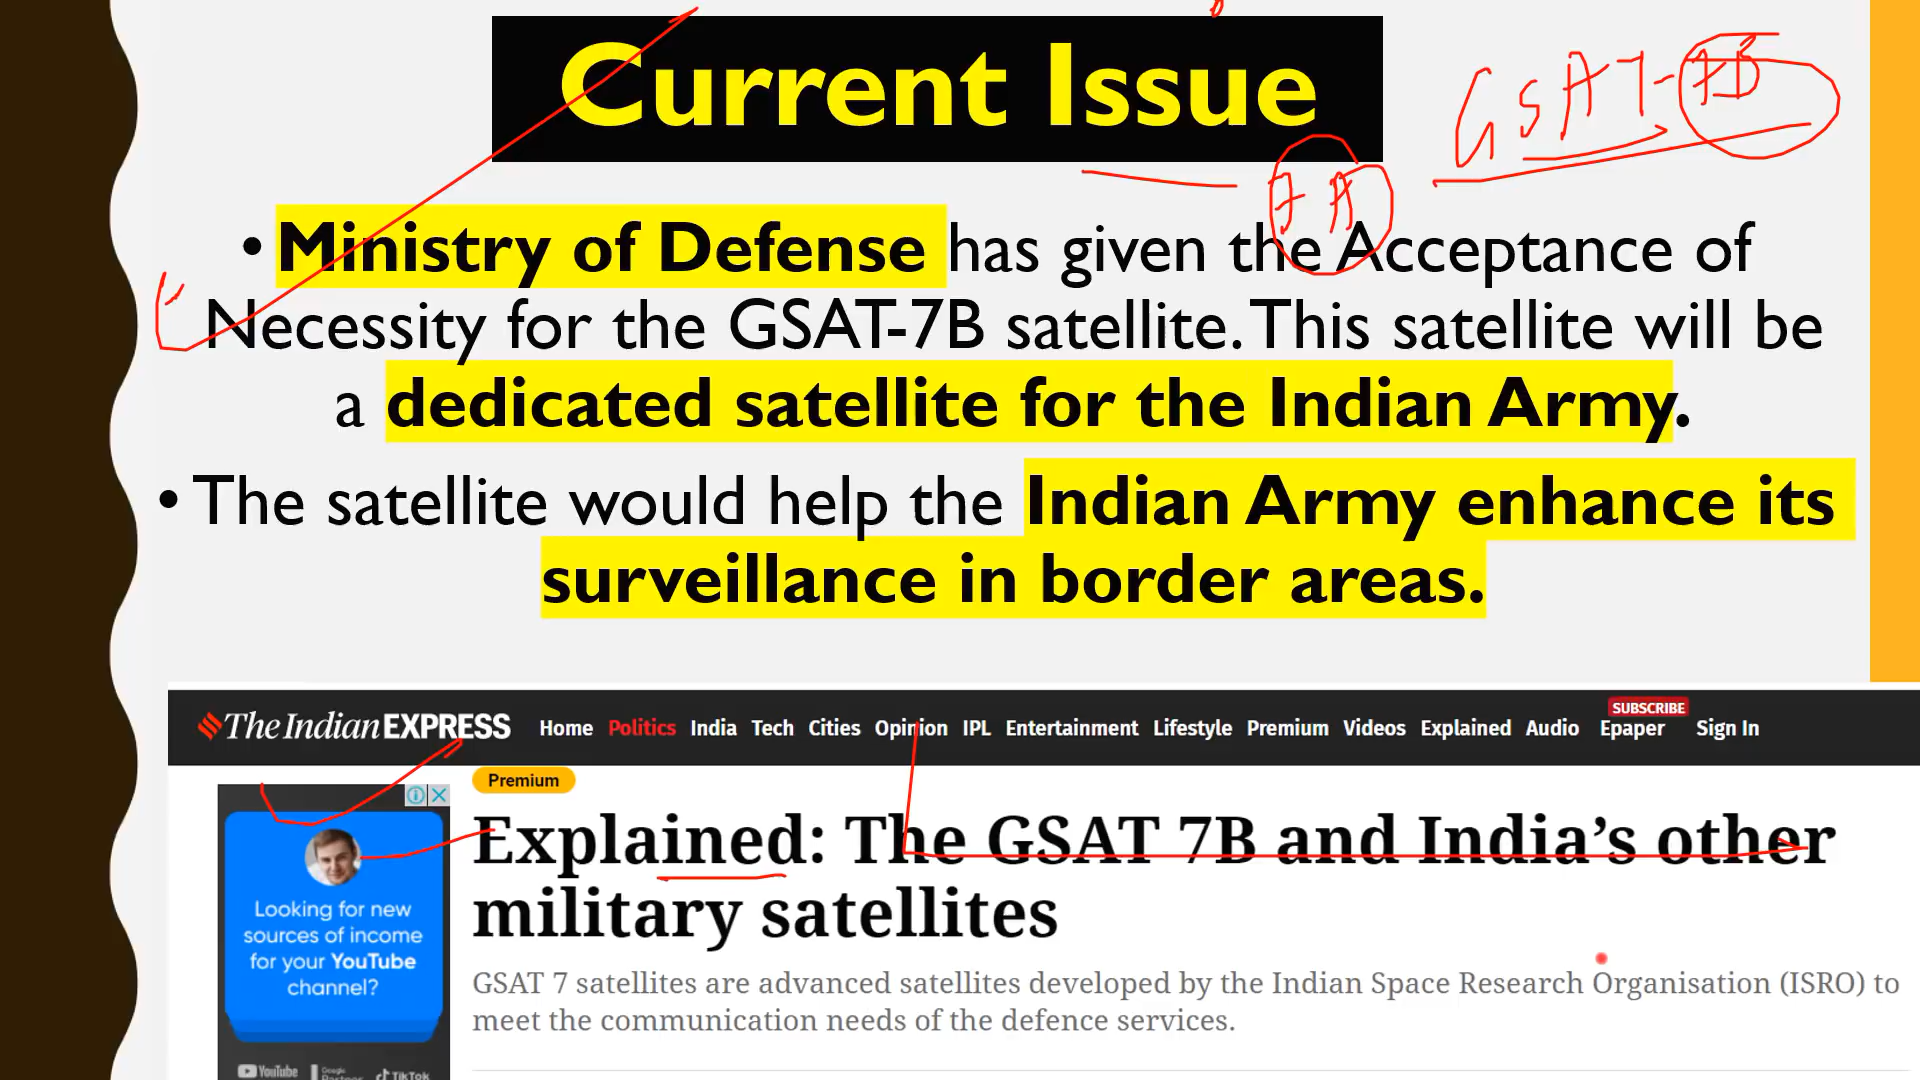 Current Issue
GSAT-7B
7A
• Ministry of Defense has given the Acceptance of
Necessity for the GSAT-7B satellite. This satellite will be
a dedicated satellite for the Indian Army.
• The satellite would help the Indian Army enhance its
surveillance in border areas.
The Indian EXPRESS Home Politics India Tech Cities Opinion IPL Entertainment Lifestyle Premium Videos Explained Audio SUBSCRIBE Epaper Sign In
Premium
Explained: The GSAT 7B and India’s other
military satellites
GSAT 7 satellites are advanced satellites developed by the Indian Space Research Organisation (ISRO) to
meet the communication needs of the defence services.
Looking for new
sources of income
for your YouTube
channel?
YouTube Google TikTok